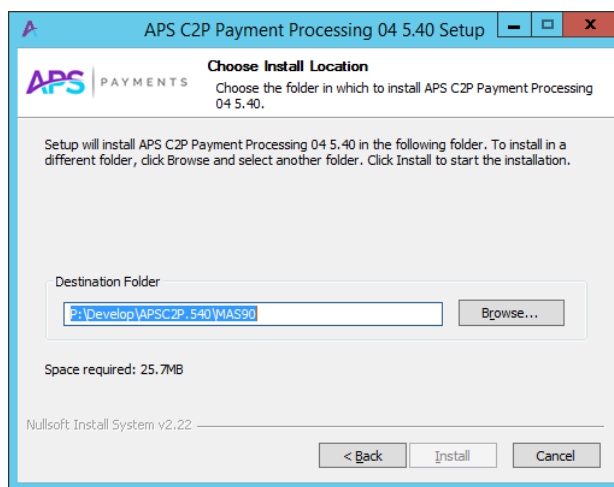 APS C2P Payment Processing 04 5.40 Setup
APS PAYMENTS
Choose Install Location
Choose the folder in which to install APS C2P Payment Processing
04 5.40.
Setup will install APS C2P Payment Processing 04 5.40 in the following folder. To install in a
different folder, click Browse and select another folder. Click Install to start the installation.
Destination Folder
P:\Develop\APSC2P.540\MAS90
Browse...
Space required: 25.7MB
Nullsoft Install System v2.22
< Back Install Cancel